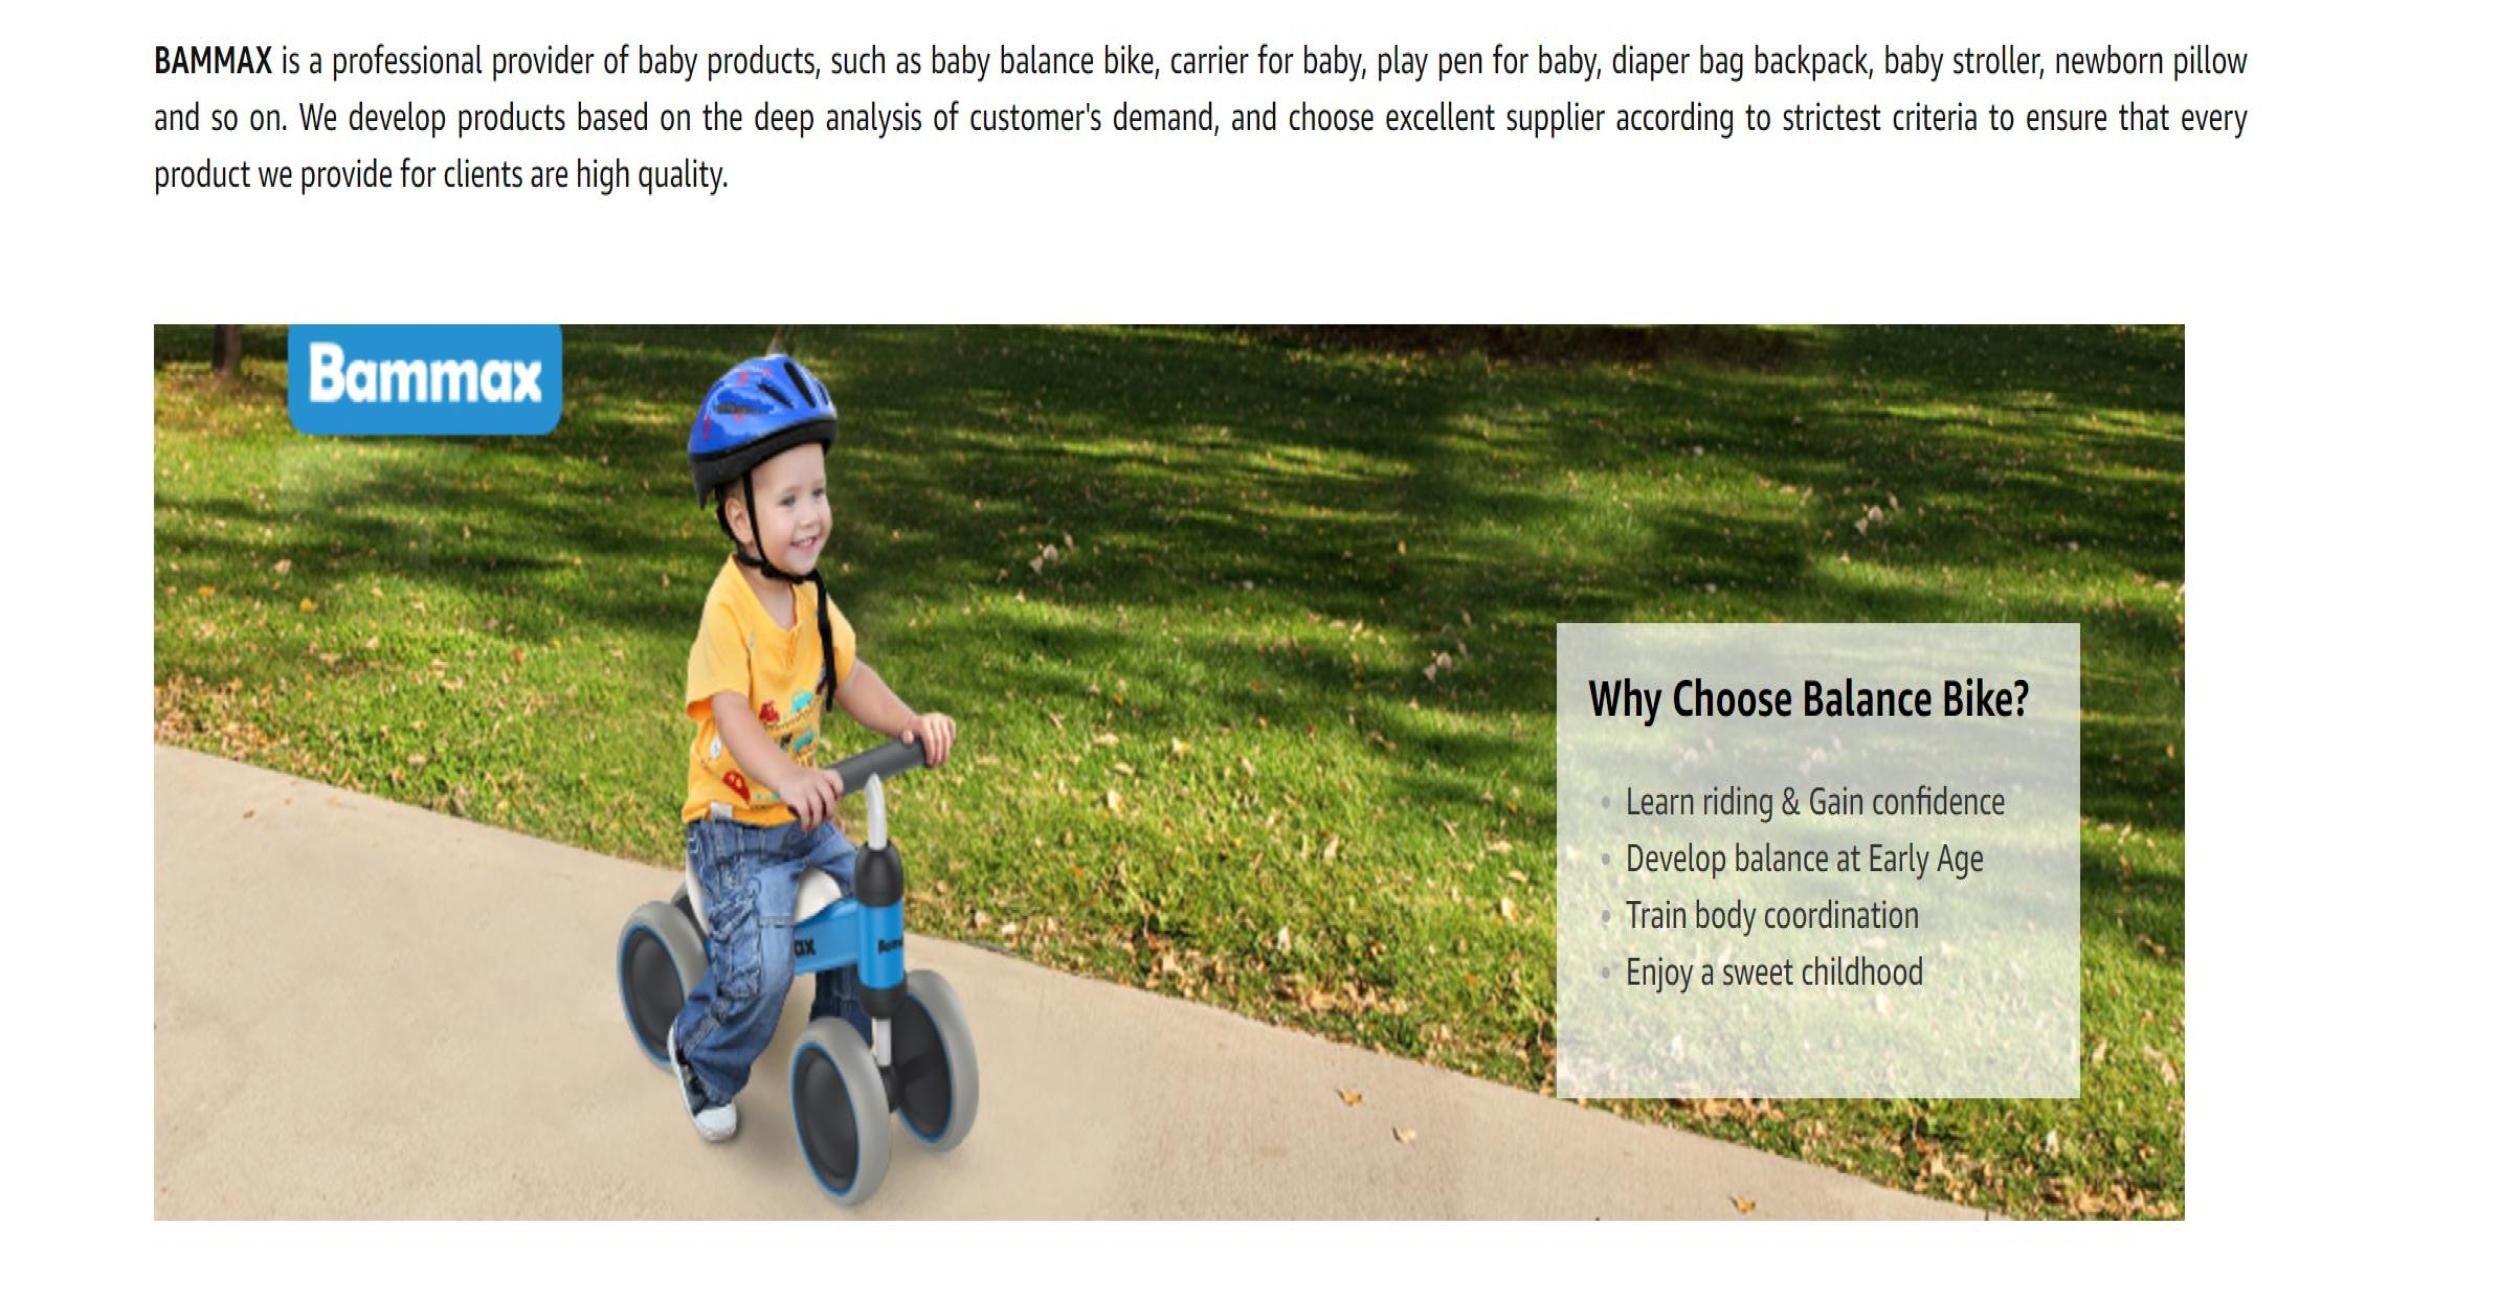 BAMMAX is a professional provider of baby products, such as baby balance bike, carrier for baby, play pen for baby, diaper bag backpack, baby stroller, newborn pillow
and so on. We develop products based on the deep analysis of customer's demand, and choose excellent supplier according to strictest criteria to ensure that every
product we provide for clients are high quality.
Bammax
Why Choose Balance Bike?
Learn riding & Gain confidence
Develop balance at Early Age
Train body coordination
Enjoy a sweet childhood
ax